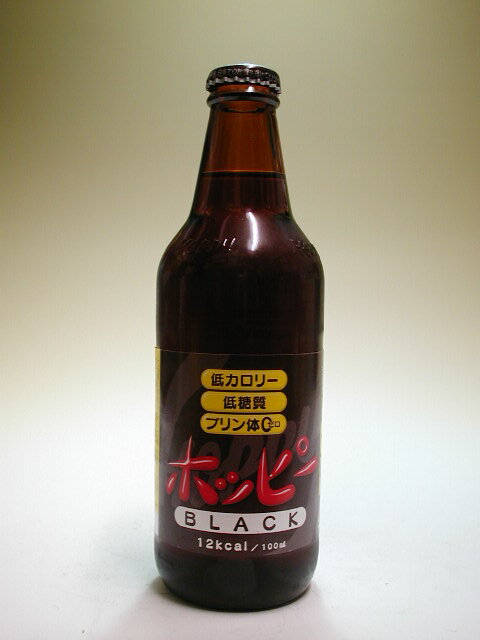 低カロリー
低糖質
プリン体0ゼロ
ホッピー
BLACK
12kcal/100ml